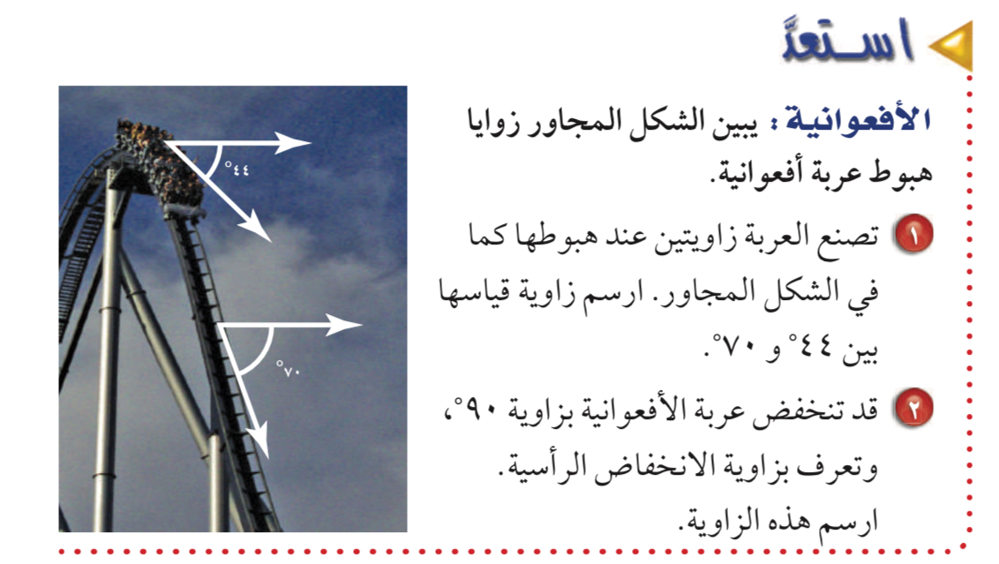 استعدَّ
الأفعوانية : يبين الشكل المجاور زوايا
هبوط عربة أفعوانية.
١ تصنع العربة زاويتين عند هبوطها كما
في الشكل المجاور. ارسم زاوية قياسها
بين ٤٤° و ٧٠°.
٢ قد تنخفض عربة الأفعوانية بزاوية ٩٠°،
وتعرف بزاوية الانخفاض الرأسية.
ارسم هذه الزاوية.
٤٤°
٧٠°